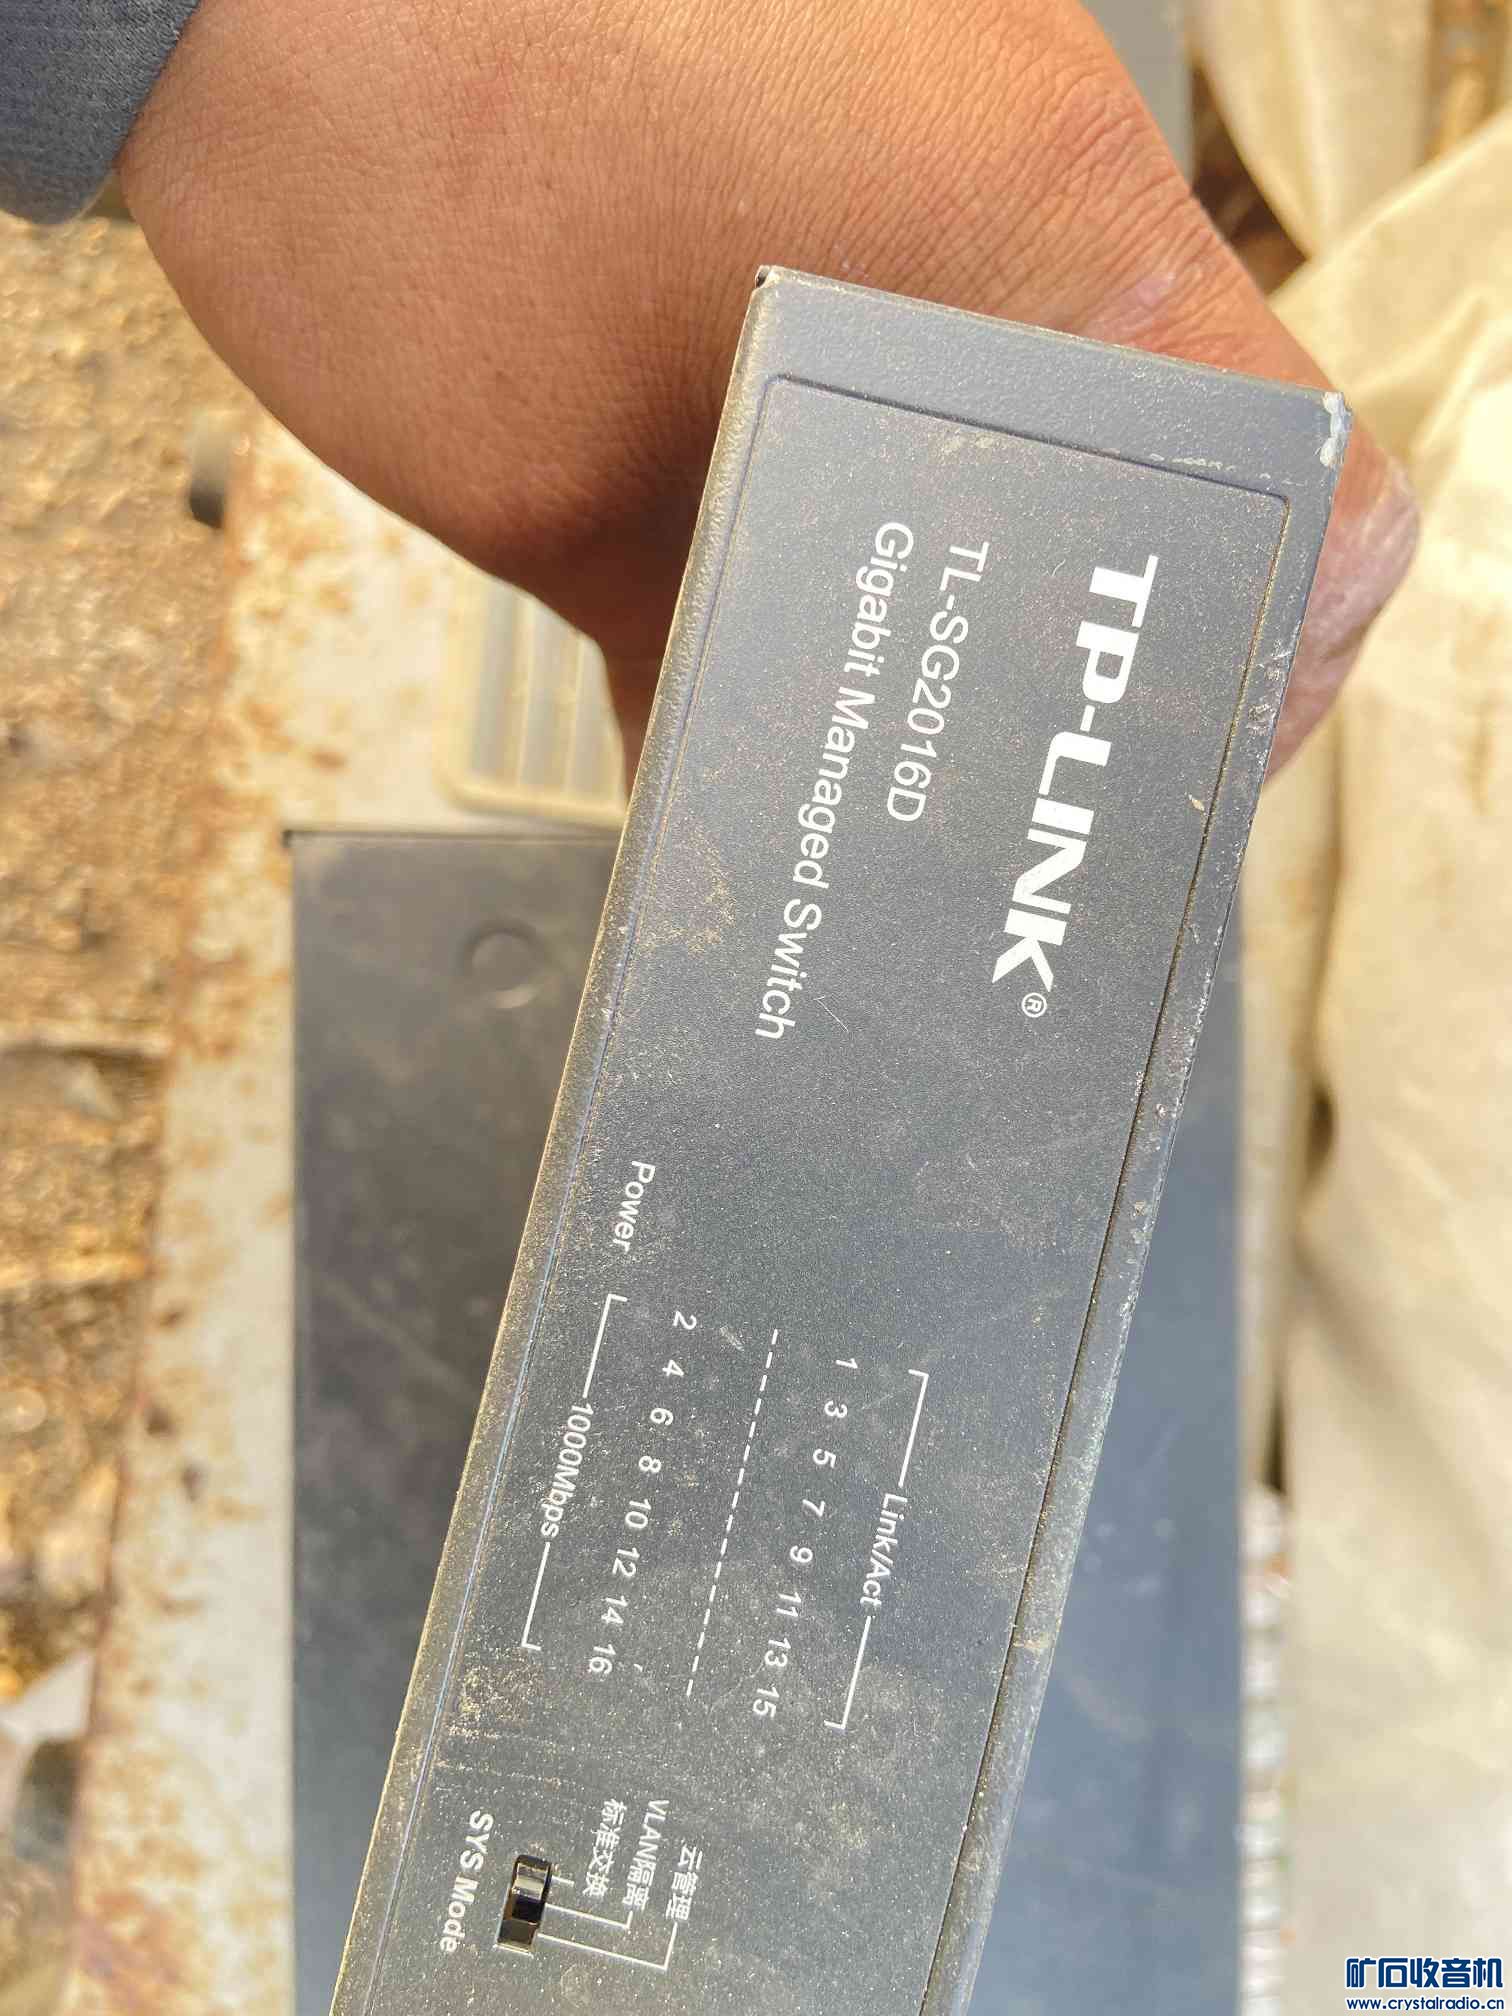 TP-LINK®
TL-SG2016D
Gigabit Managed Switch
Link/Act
1 3 5 7 9 11 13 15
2 4 6 8 10 12 14 16
Power
1000Mbps
云管理
VLAN隔离
标准交换
SYS Mode
矿石收音机
www.crystalradio.cn